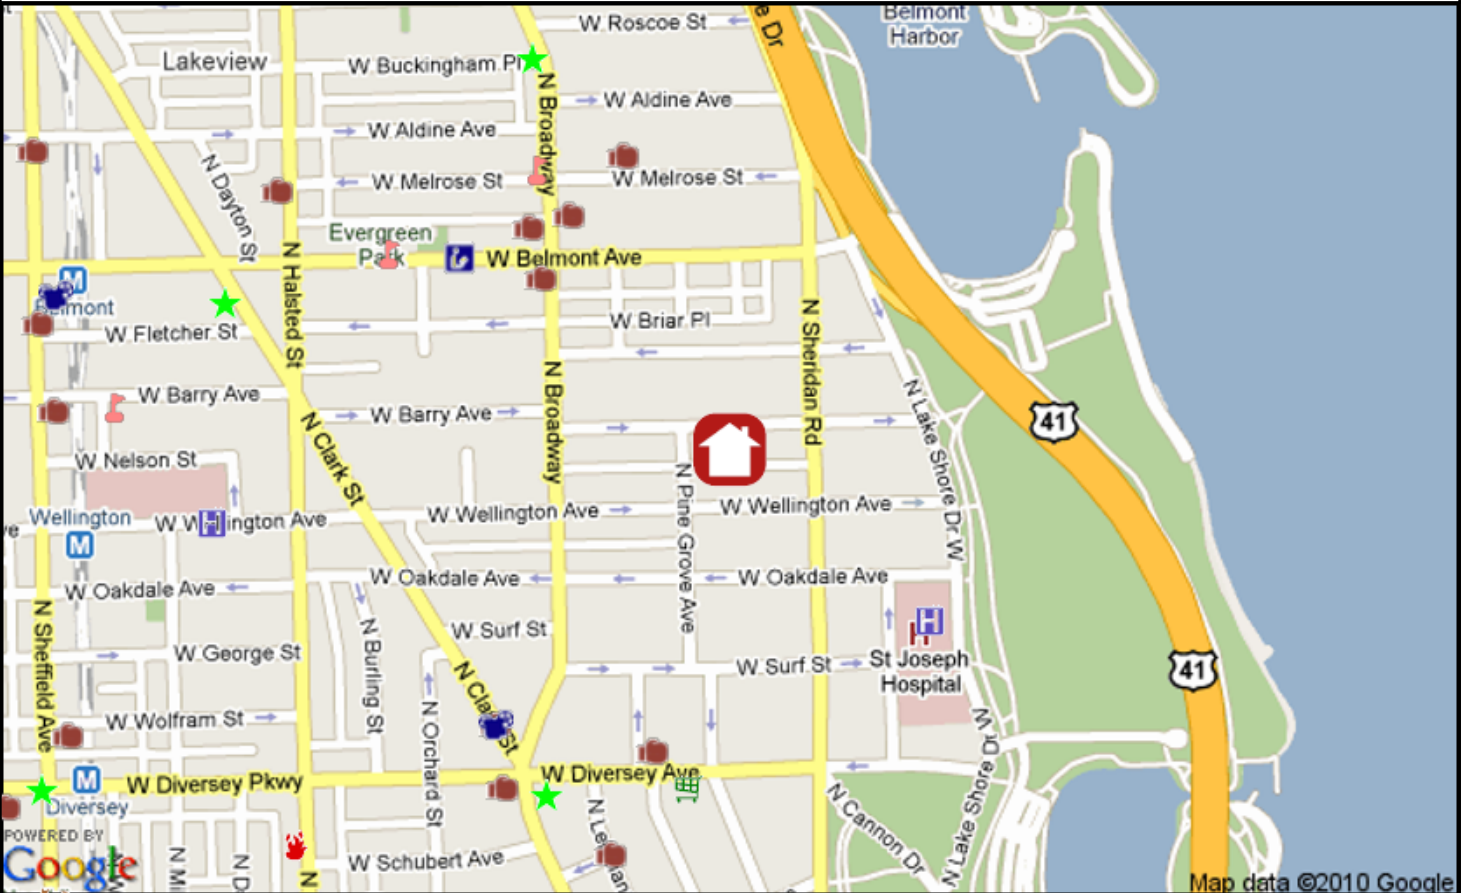 e Dr
Belmont
Harbor
W Roscoe St
Lakeview
W Buckingham Pl
N Broadway
W Aldine Ave
W Aldine Ave
N Dayton St
W Melrose St
W Melrose St
Evergreen
Park
W Belmont Ave
N Halsted St
M
Belmont
W Fletcher St
W Briar Pl
N Sheridan Rd
W Barry Ave
W Barry Ave
N Broadway
N Lake Shore Dr W
41
N Clark St
W Nelson St
N Pine Grove Ave
Wellington
M
W Wellington Ave
H
W Wellington Ave
W Wellington Ave
W Oakdale Ave
W Oakdale Ave
W Oakdale Ave
N Sheffield Ave
N Burling St
W Surf St
H
H
W George St
N Clark St
W Surf St
St Joseph
Hospital
41
W Wolfram St
N Orchard St
N Lake Shore Dr W
M
Diversey
W Diversey Pkwy
W Diversey Ave
N Cannon Dr
POWERED BY
Google
W Schubert Ave
Map data ©2010 Google